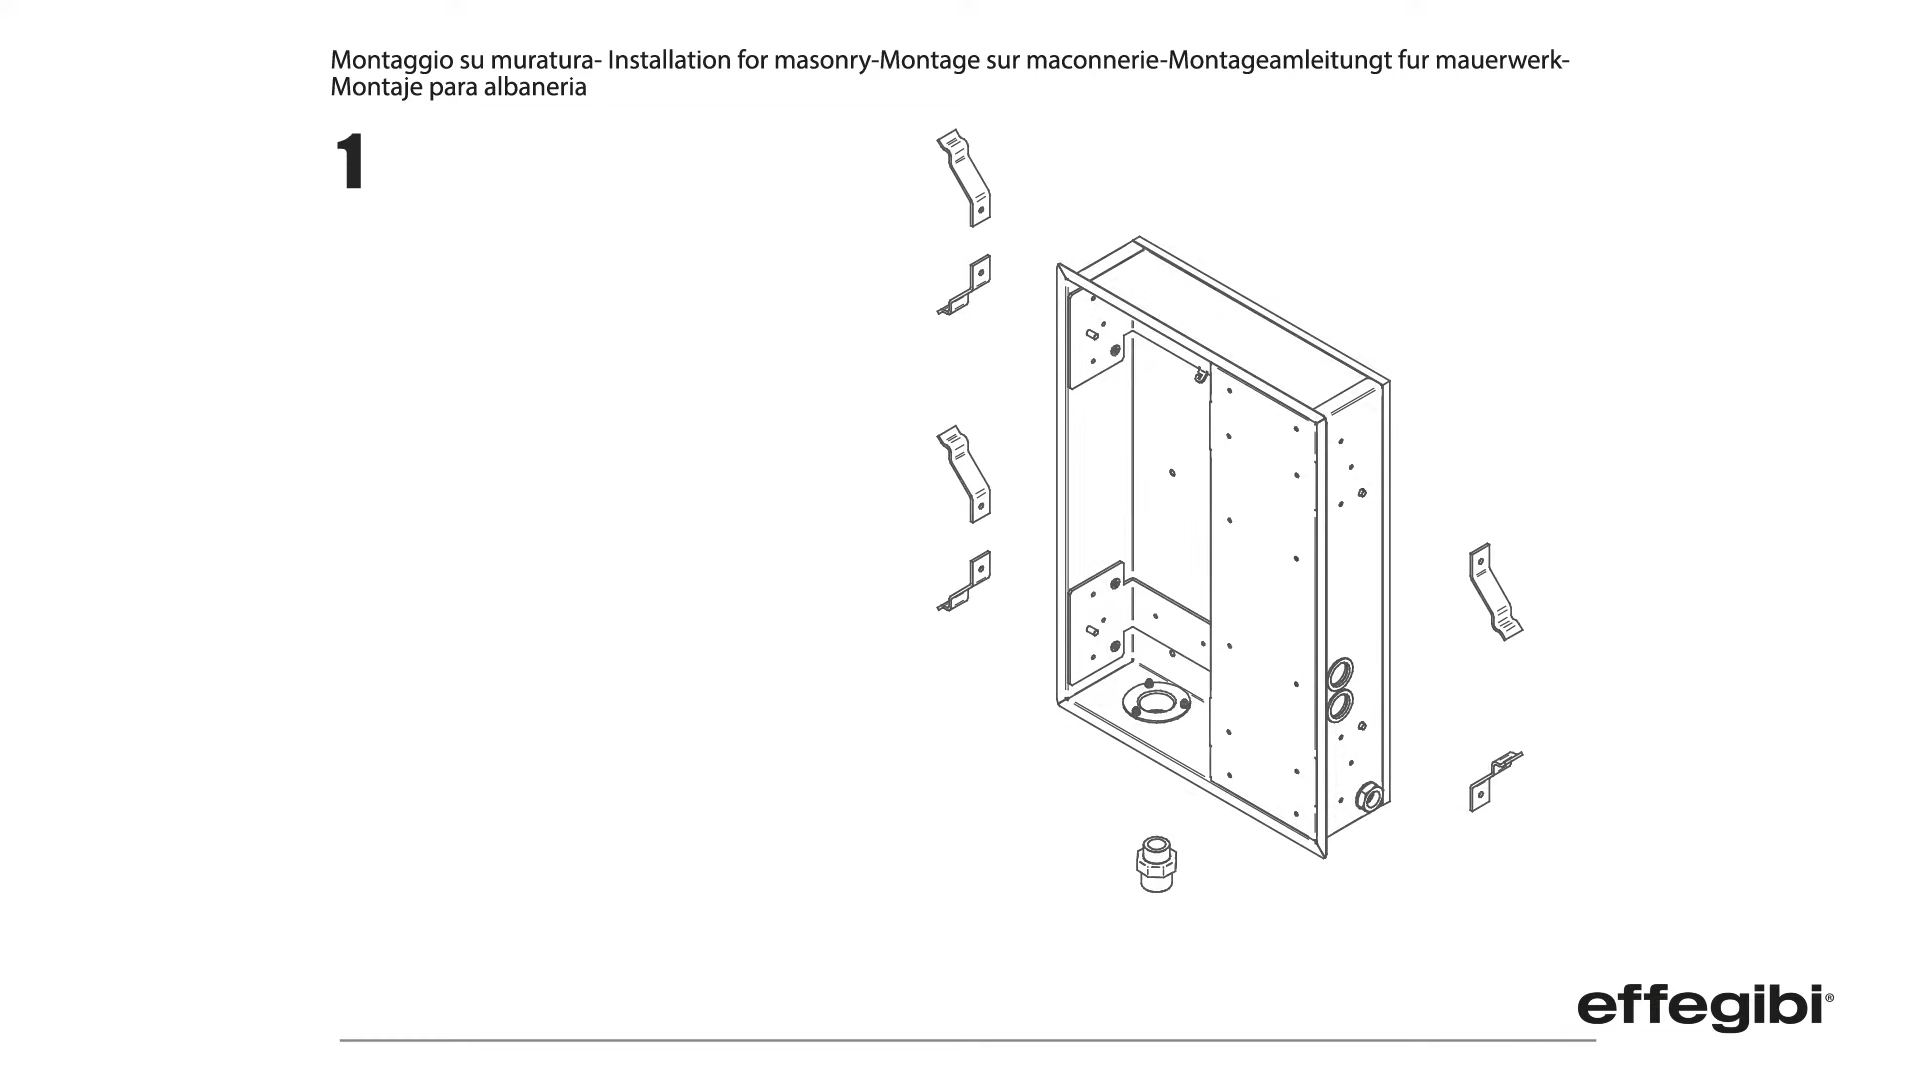 Montaggio su muratura- Installation for masonry-Montage sur maconnerie-Montageamleitungt fur mauerwerk-
Montaje para albaneria
1
effegibi®